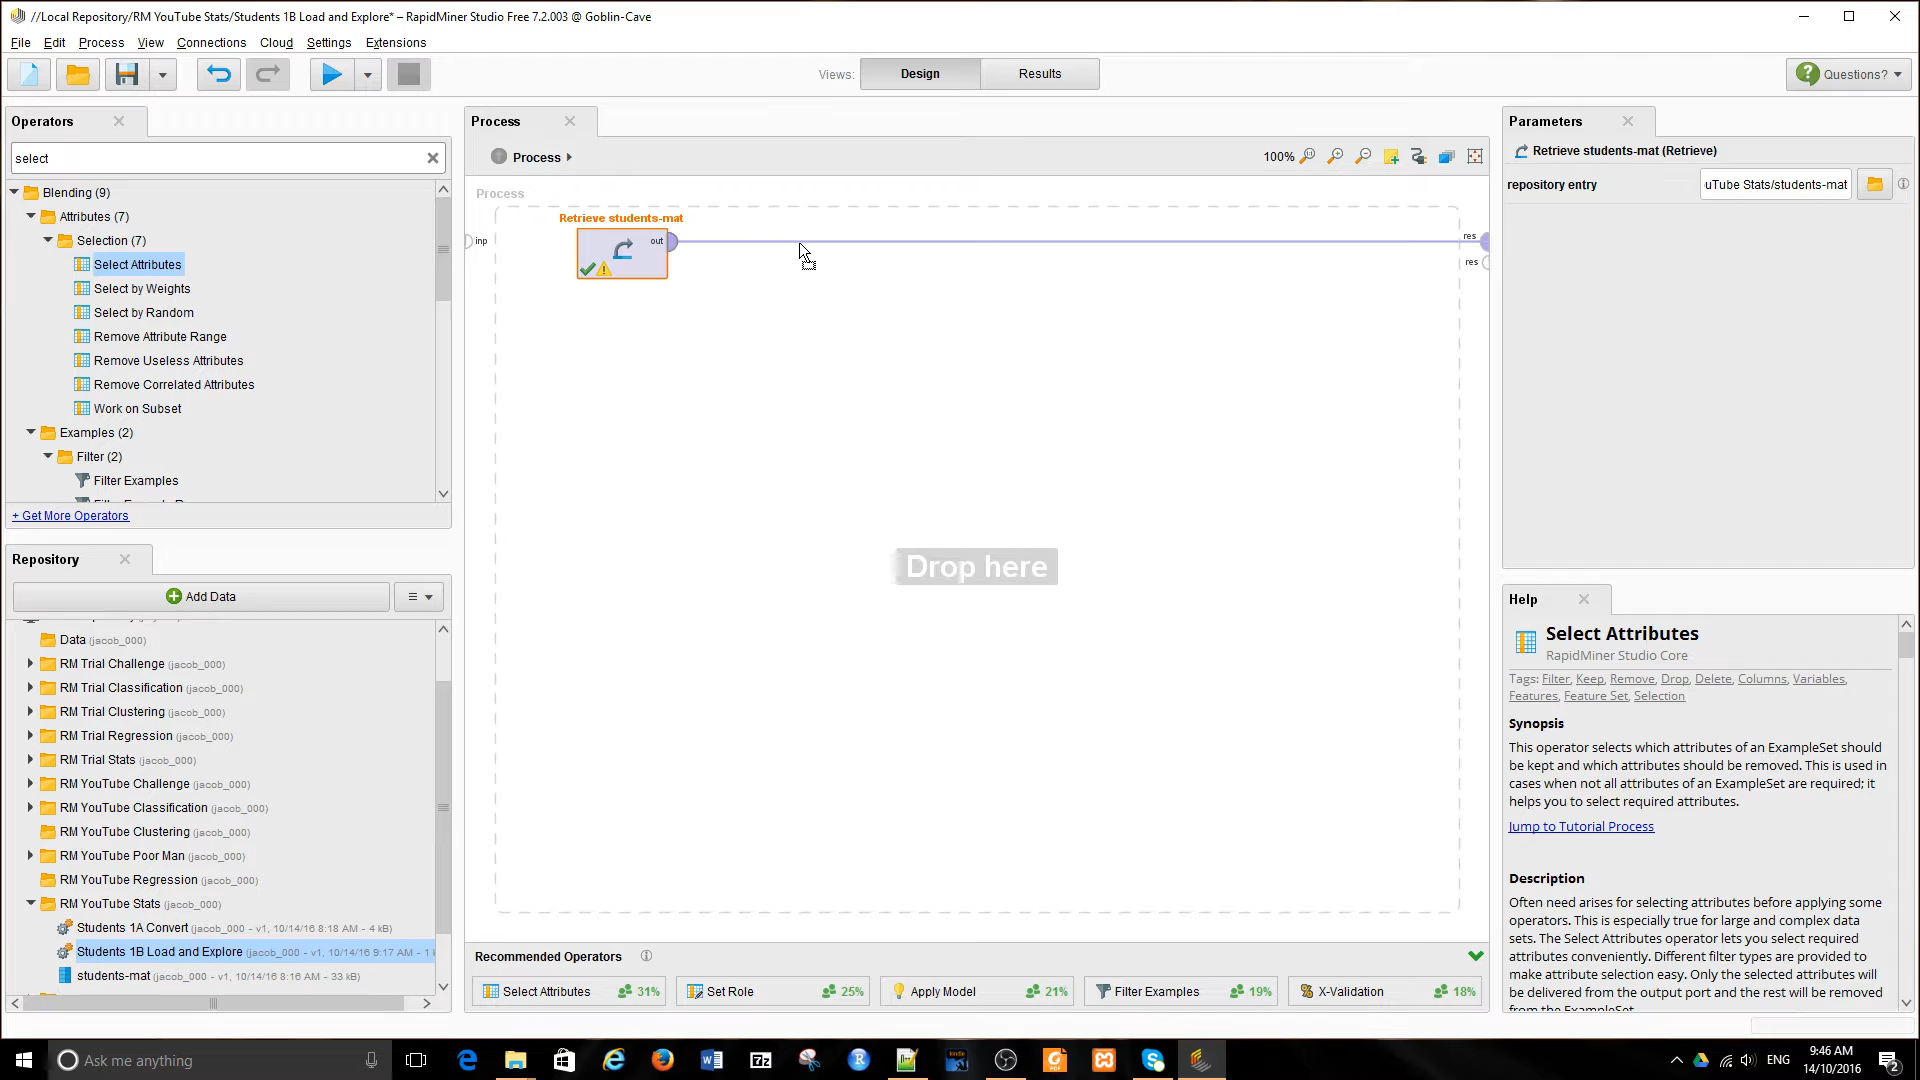 //Local Repository/RM YouTube Stats/Students 1B Load and Explore* – RapidMiner Studio Free 7.2.003 @ Goblin-Cave
File Edit Process View Connections Cloud Settings Extensions
Views: Design Results
Questions?
Operators
select
Blending (9)
Attributes (7)
Selection (7)
Select Attributes
Select by Weights
Select by Random
Remove Attribute Range
Remove Useless Attributes
Remove Correlated Attributes
Work on Subset
Examples (2)
Filter (2)
Filter Examples
+ Get More Operators
Repository
Add Data
Data (jacob_000)
RM Trial Challenge (jacob_000)
RM Trial Classification (jacob_000)
RM Trial Clustering (jacob_000)
RM Trial Regression (jacob_000)
RM Trial Stats (jacob_000)
RM YouTube Challenge (jacob_000)
RM YouTube Classification (jacob_000)
RM YouTube Clustering (jacob_000)
RM YouTube Poor Man (jacob_000)
RM YouTube Regression (jacob_000)
RM YouTube Stats (jacob_000)
Students 1A Convert (jacob_000 - v1, 10/14/16 8:18 AM - 4 kB)
Students 1B Load and Explore (jacob_000 - v1, 10/14/16 9:17 AM - 1
students-mat (jacob_000 - v1, 10/14/16 8:16 AM - 33 kB)
Process
Process
100%
Process
Retrieve students-mat
inp
out
res
res
Drop here
Recommended Operators
Select Attributes 31%
Set Role 25%
Apply Model 21%
Filter Examples 19%
X-Validation 18%
Parameters
Retrieve students-mat (Retrieve)
repository entry
uTube Stats/students-mat
Help
Select Attributes
RapidMiner Studio Core
Tags: Filter, Keep, Remove, Drop, Delete, Columns, Variables,
Features, Feature Set, Selection
Synopsis
This operator selects which attributes of an ExampleSet should
be kept and which attributes should be removed. This is used in
cases when not all attributes of an ExampleSet are required; it
helps you to select required attributes.
Jump to Tutorial Process
Description
Often need arises for selecting attributes before applying some
operators. This is especially true for large and complex data
sets. The Select Attributes operator lets you select required
attributes conveniently. Different filter types are provided to
make attribute selection easy. Only the selected attributes will
be delivered from the output port and the rest will be removed
from the ExampleSet.
Ask me anything
7z
R
kindle
ENG
9:46 AM
14/10/2016
2